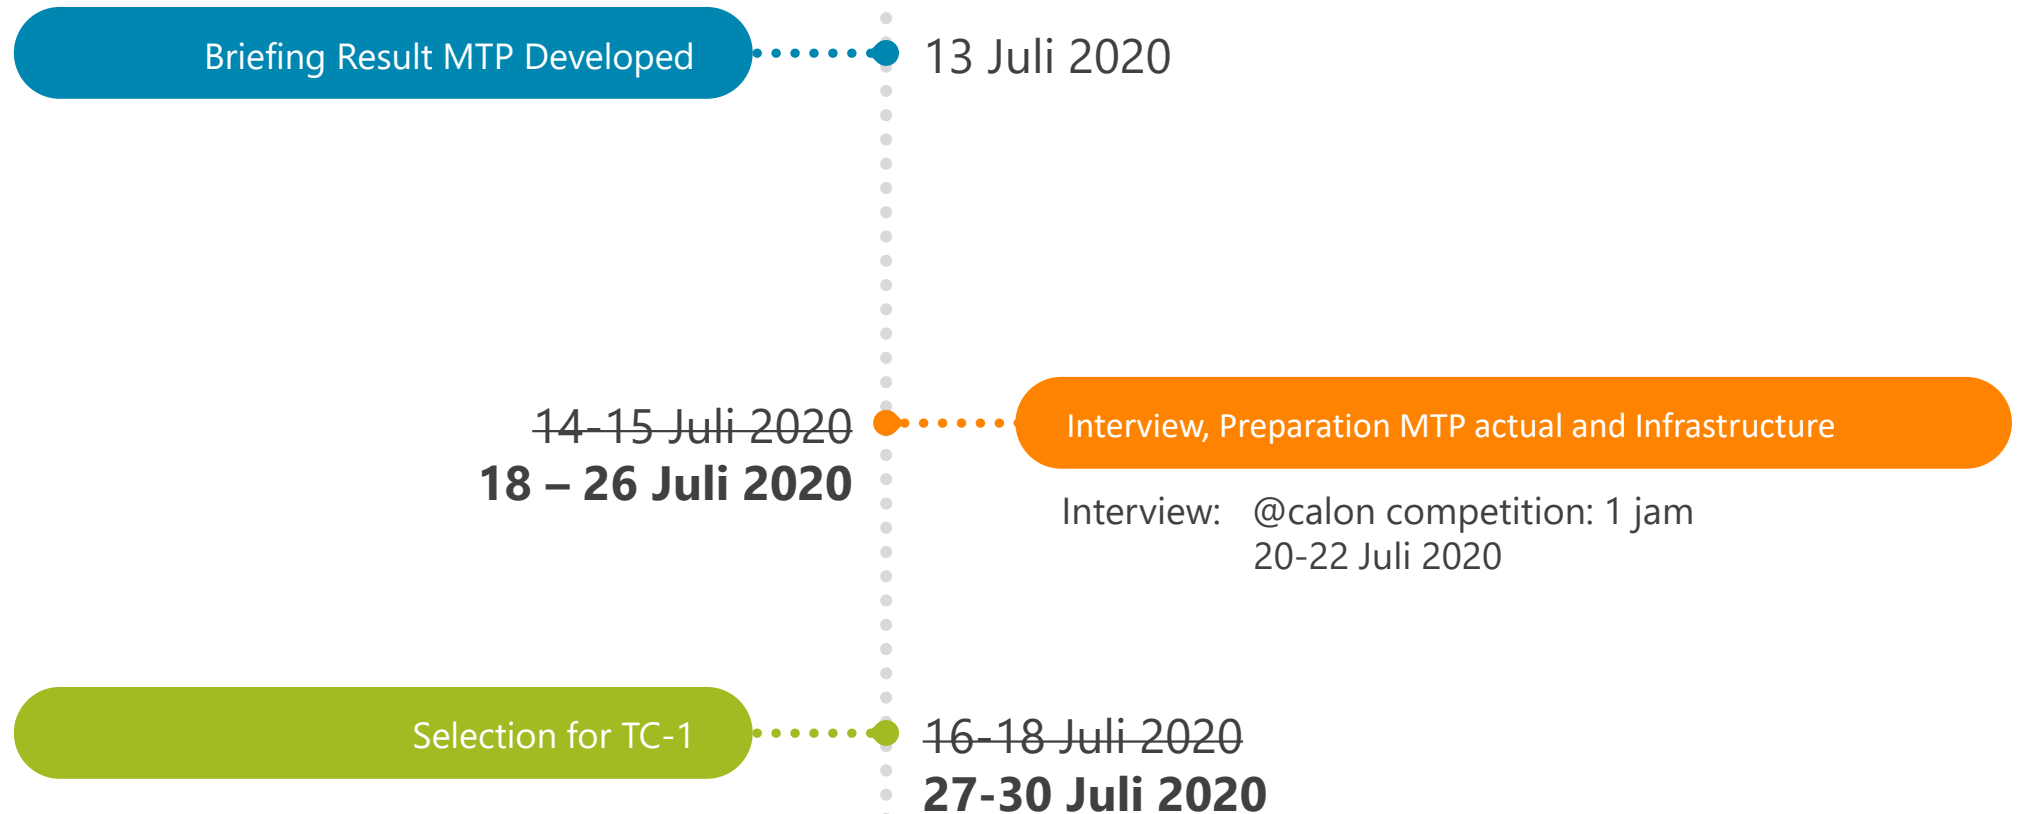 Briefing Result MTP Developed
13 Juli 2020
14-15 Juli 2020
18 – 26 Juli 2020
Interview, Preparation MTP actual and Infrastructure
Interview: @calon competition: 1 jam
20-22 Juli 2020
Selection for TC-1
16-18 Juli 2020
27-30 Juli 2020